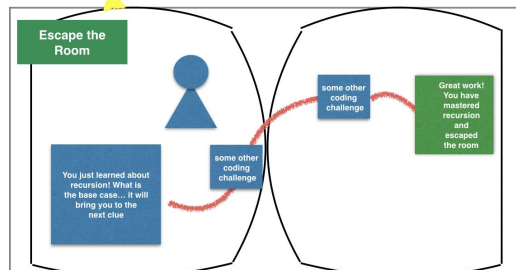 Escape the
Room
some other
coding
challenge
Great work!
You have
mastered
recursion
and
escaped
the room
You just learned about
recursion! What is
the base case... it will
bring you to the
next clue
some other
coding
challenge